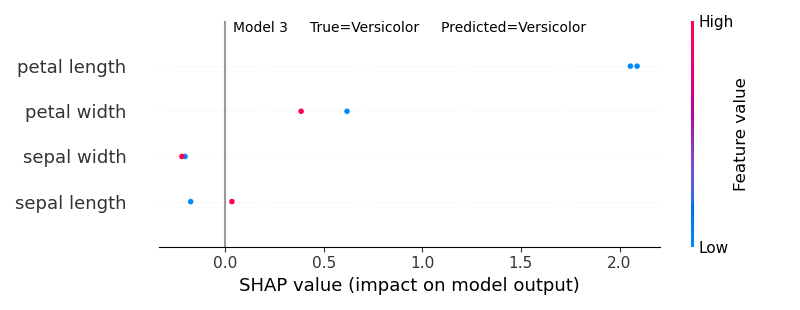 Model 3 True=Versicolor Predicted=Versicolor
High
petal length
petal width
sepal width
sepal length
Feature value
Low
0.0 0.5 1.0 1.5 2.0
SHAP value (impact on model output)